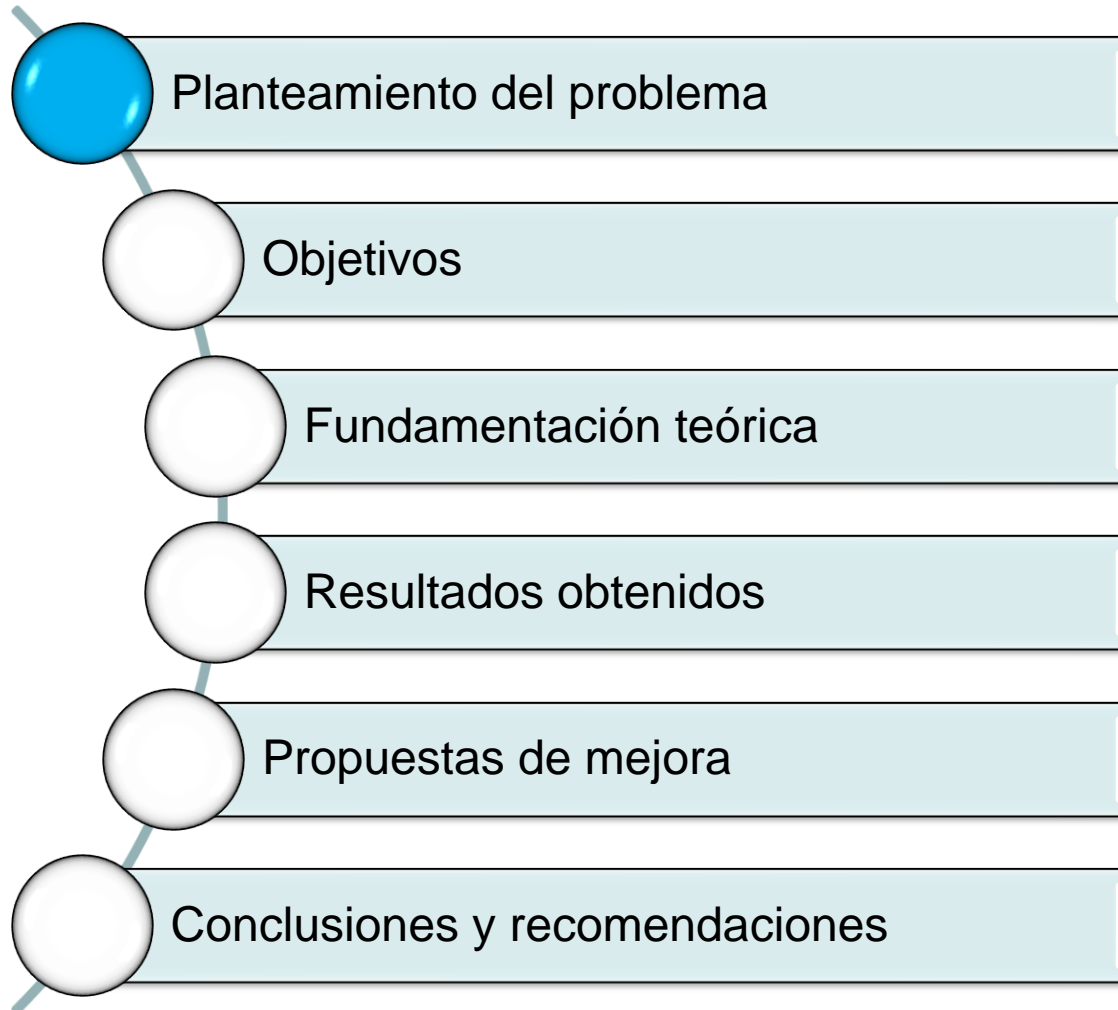 Planteamiento del problema
Objetivos
Fundamentación teórica
Resultados obtenidos
Propuestas de mejora
Conclusiones y recomendaciones